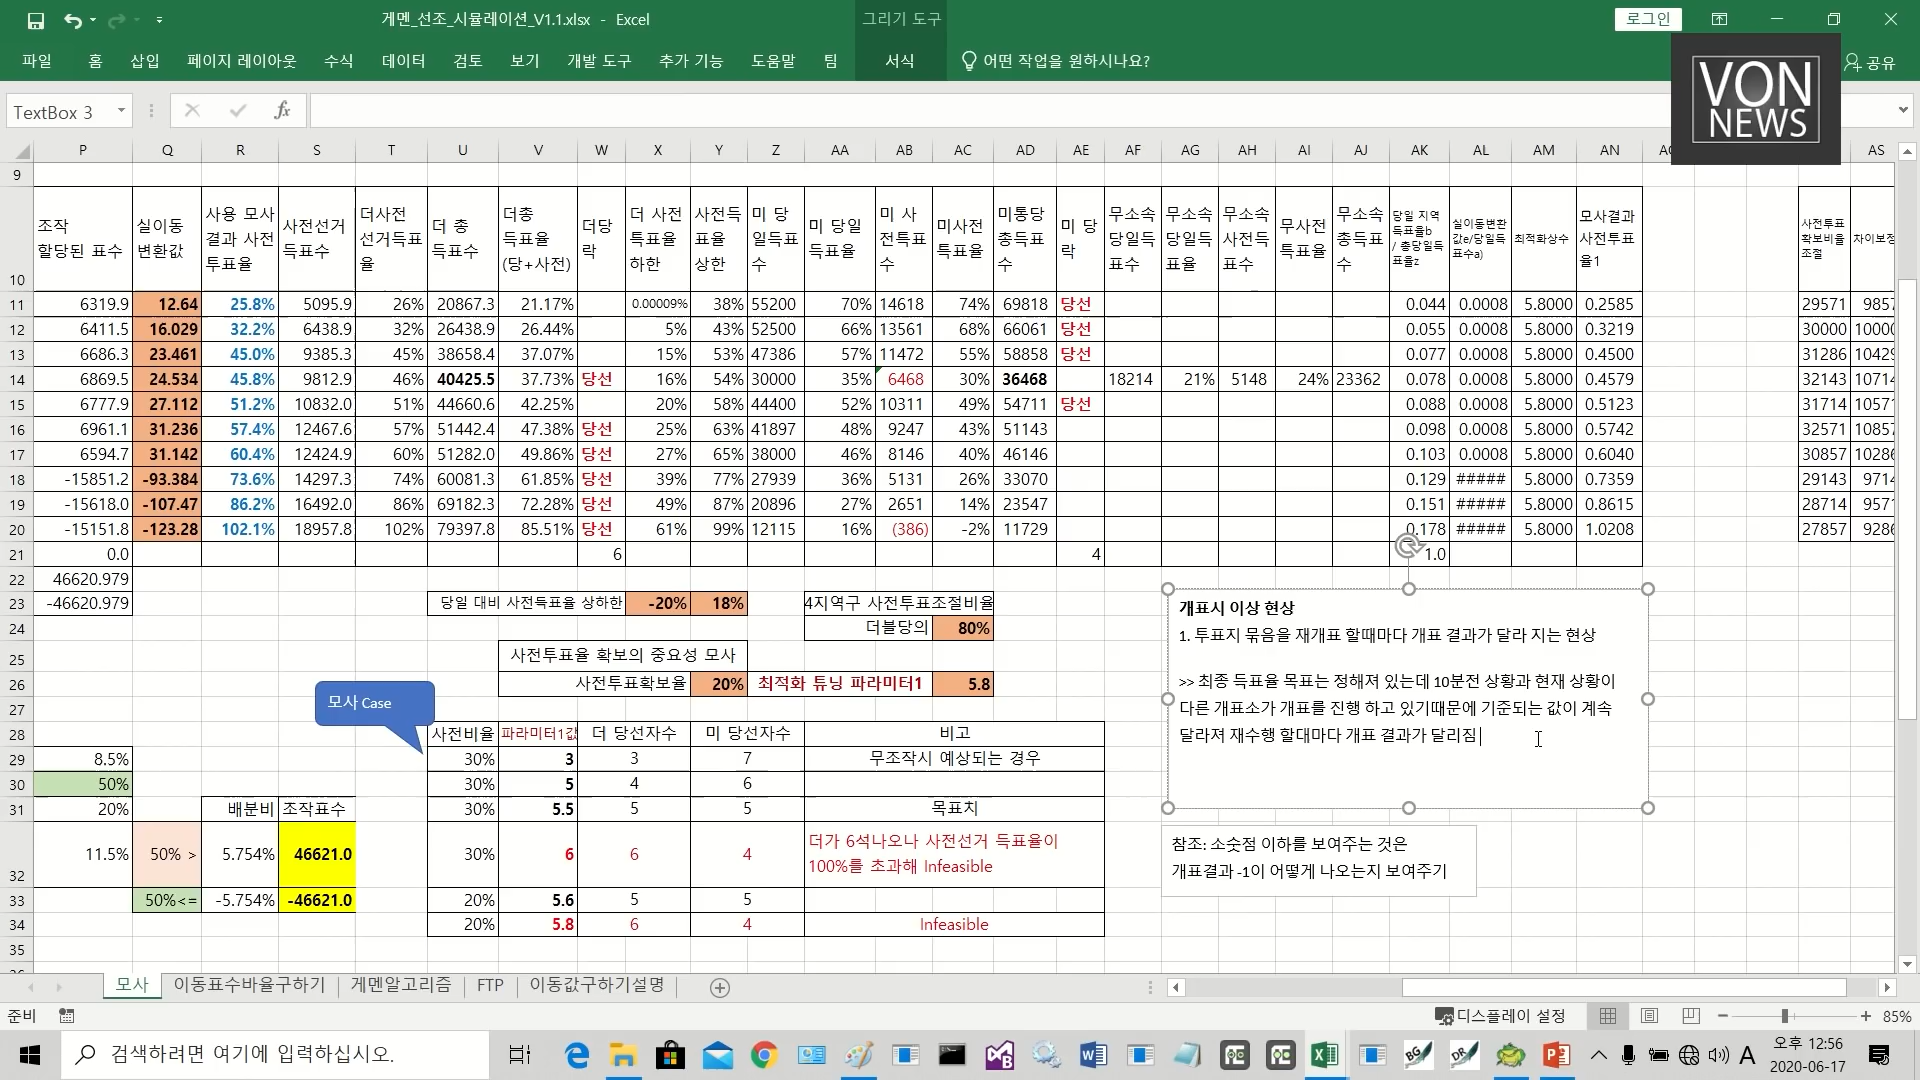 게멘_선조_시뮬레이션_V1.1.xlsx - Excel
그리기 도구
로그인
파일 홈 삽입 페이지 레이아웃 수식 데이터 검토 보기 개발 도구 추가 기능 도움말 팀 서식 어떤 작업을 원하시나요? 공유
VON
NEWS
TextBox 3
fx
P Q R S T U V W X Y Z AA AB AC AD AE AF AG AH AI AJ AK AL AM AN AS
9
10
조작
할당된 표수
실이동
변환값
사용 모사
결과 사전
투표율
사전선거
득표수
더사전
선거득표
율
더 총
득표수
더총
득표율
(당+사전)
더당
락
더 사전
특표율
하한
사전득
표율
상한
미 당
일득표
수
미 당일
득표율
미 사
전특표
수
미사전
특표율
미통당
총득표
수
미 당
락
무소속
당일득
표수
무소속
당일득
표율
무소속
사전득
표수
무사전
특표율
무소속
총득표
수
당일 지역
득표율b
/ 총당일득
표율z
실이동변환
값e/당일득
표수a)
최적화상수
모사결과
사전투표
율1
사전투표
확보비율
조절
차이보정
11 6319.9 12.64 25.8% 5095.9 26% 20867.3 21.17% 0.00009% 38% 55200 70% 14618 74% 69818 당선 0.044 0.0008 5.8000 0.2585 29571 9857
12 6411.5 16.029 32.2% 6438.9 32% 26438.9 26.44% 5% 43% 52500 66% 13561 68% 66061 당선 0.055 0.0008 5.8000 0.3219 30000 10000
13 6686.3 23.461 45.0% 9385.3 45% 38658.4 37.07% 15% 53% 47386 57% 11472 55% 58858 당선 0.077 0.0008 5.8000 0.4500 31286 10429
14 6869.5 24.534 45.8% 9812.9 46% 40425.5 37.73% 당선 16% 54% 30000 35% 6468 30% 36468 18214 21% 5148 24% 23362 0.078 0.0008 5.8000 0.4579 32143 10714
15 6777.9 27.112 51.2% 10832.0 51% 44660.6 42.25% 20% 58% 44400 52% 10311 49% 54711 당선 0.088 0.0008 5.8000 0.5123 31714 10571
16 6961.1 31.236 57.4% 12467.6 57% 51442.4 47.38% 당선 25% 63% 41897 48% 9247 43% 51143 0.098 0.0008 5.8000 0.5742 32571 10857
17 6594.7 31.142 60.4% 12424.9 60% 51282.0 49.86% 당선 27% 65% 38000 46% 8146 40% 46146 0.103 0.0008 5.8000 0.6040 30857 10286
18 -15851.2 -93.384 73.6% 14297.3 74% 60081.3 61.85% 당선 39% 77% 27939 36% 5131 26% 33070 0.129 ##### 5.8000 0.7359 29143 9714
19 -15618.0 -107.47 86.2% 16492.0 86% 69182.3 72.28% 당선 49% 87% 20896 27% 2651 14% 23547 0.151 ##### 5.8000 0.8615 28714 9571
20 -15151.8 -123.28 102.1% 18957.8 102% 79397.8 85.51% 당선 61% 99% 12115 16% (386) -2% 11729 0.178 ##### 5.8000 1.0208 27857 9286
21 0.0 6 4 1.0
22 46620.979
23 -46620.979 당일 대비 사전득표율 상하한 -20% 18% 4지역구 사전투표조절비율
24 더블당의 80%
25 사전투표율 확보의 중요성 모사
26 사전투표확보율 20% 최적화 튜닝 파라미터1 5.8
27
모사 Case
28 사전비율 파라미터1값 더 당선자수 미 당선자수 비고
29 8.5% 30% 3 3 7 무조작시 예상되는 경우
30 50% 30% 5 4 6
31 20% 배분비 조작표수 30% 5.5 5 5 목표치
32 11.5% 50% > 5.754% 46621.0 30% 6 6 4 더가 6석나오나 사전선거 득표율이
100%를 초과해 Infeasible
33 50%<= -5.754% -46621.0 20% 5.6 5 5
34 20% 5.8 6 4 Infeasible
35
개표시 이상 현상
1. 투표지 묶음을 재개표 할때마다 개표 결과가 달라 지는 현상
>> 최종 득표율 목표는 정해져 있는데 10분전 상황과 현재 상황이
다른 개표소가 개표를 진행 하고 있기때문에 기준되는 값이 계속
달라져 재수행 할대마다 개표 결과가 달리짐
참조: 소숫점 이하를 보여주는 것은
개표결과 -1이 어떻게 나오는지 보여주기
모사 이동표수바율구하기 게멘알고리즘 FTP 이동값구하기설명
준비 디스플레이 설정 85%
검색하려면 여기에 입력하십시오.
A
오후 12:56
2020-06-17